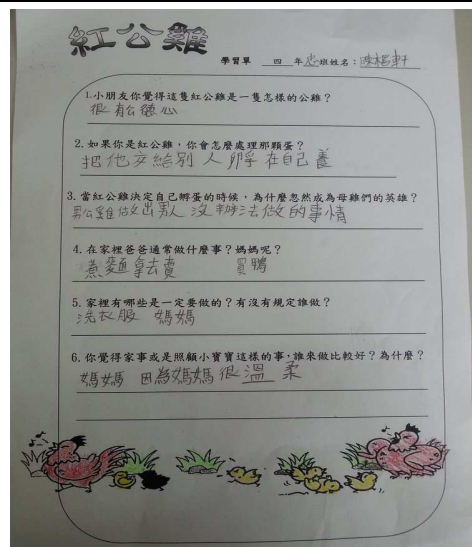 紅公雞
學習單 四 年忠班姓名：
1.小朋友你覺得這隻紅公雞是一隻怎樣的公雞？
很有公德心
2.如果你是紅公雞，你會怎麼處理那顆蛋？
把他交給別人孵在自己養
3.當紅公雞決定自己孵蛋的時候，為什麼忽然成為母雞們的英雄？
公雞做出男人沒辦法做的事情
4.在家裡爸爸通常做什麼事？媽媽呢？
煮麵拿去賣 買鴨
5.家裡有哪些是一定要做的？有沒有規定誰做？
洗衣服 媽媽
6.你覺得家事或是照顧小寶寶這樣的事，誰來做比較好？為什麼？
媽媽 因為媽媽很溫柔